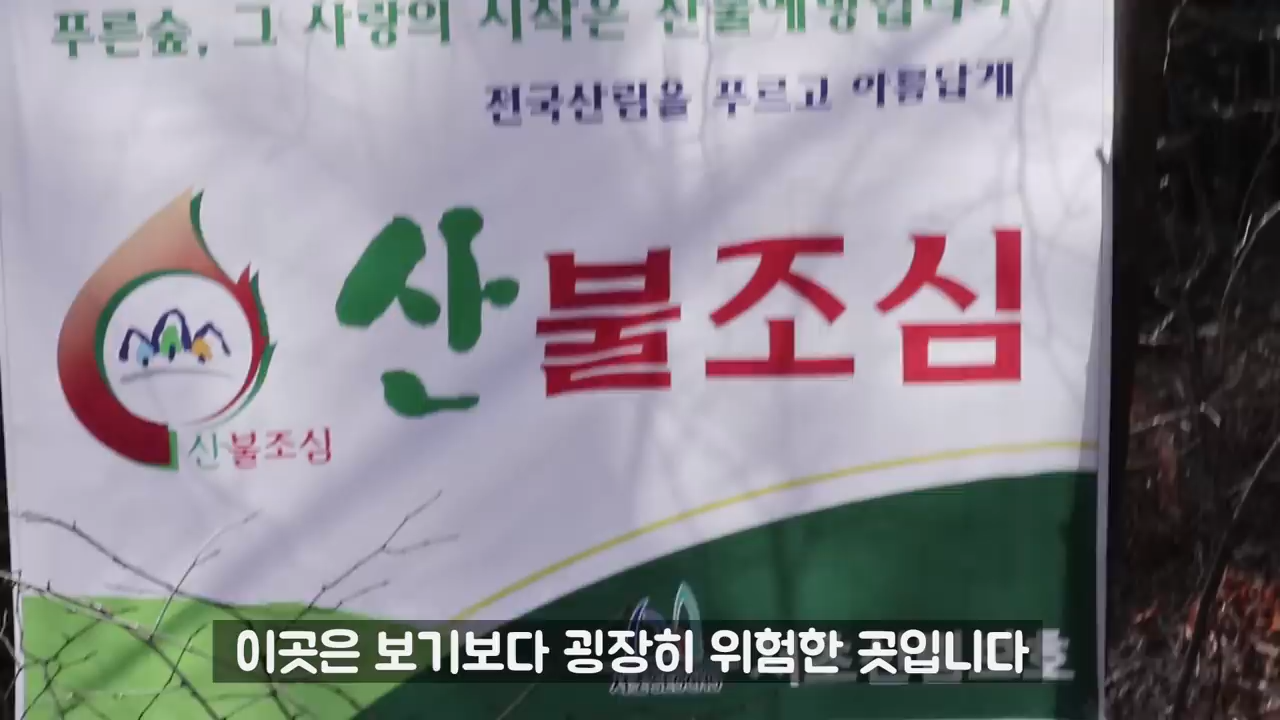 푸른숲, 그 사랑의 시작은 산불예방입니다
전국산림을 푸르고 아름답게
산불조심
산불조심
이곳은 보기보다 굉장히 위험한 곳입니다